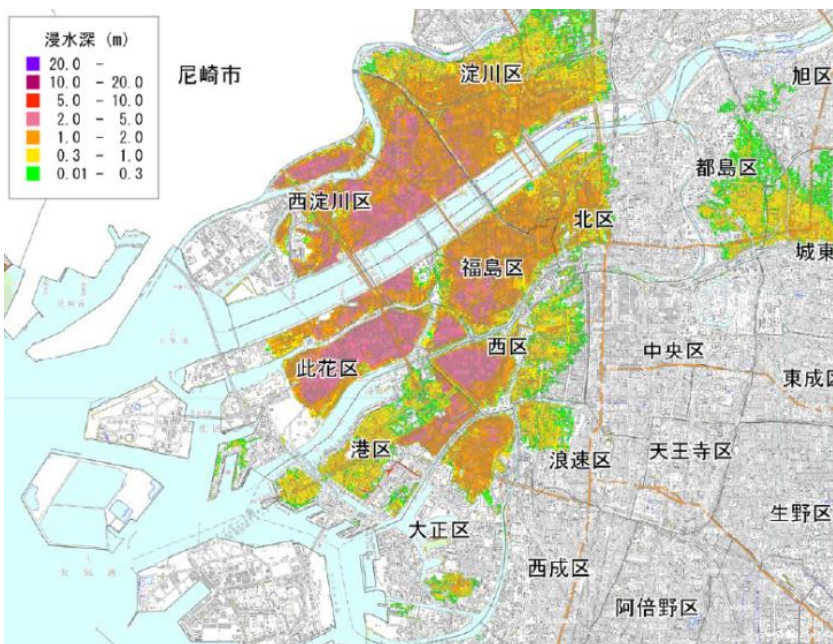 浸水深 (m)
20.0 -
10.0 - 20.0
5.0 - 10.0
2.0 - 5.0
1.0 - 2.0
0.3 - 1.0
0.01 - 0.3
尼崎市
淀川区
旭区
都島区
西淀川区
北区
城東
福島区
西区
中央区
此花区
東成区
港区
浪速区
天王寺区
生野区
大正区
西成区
阿倍野区